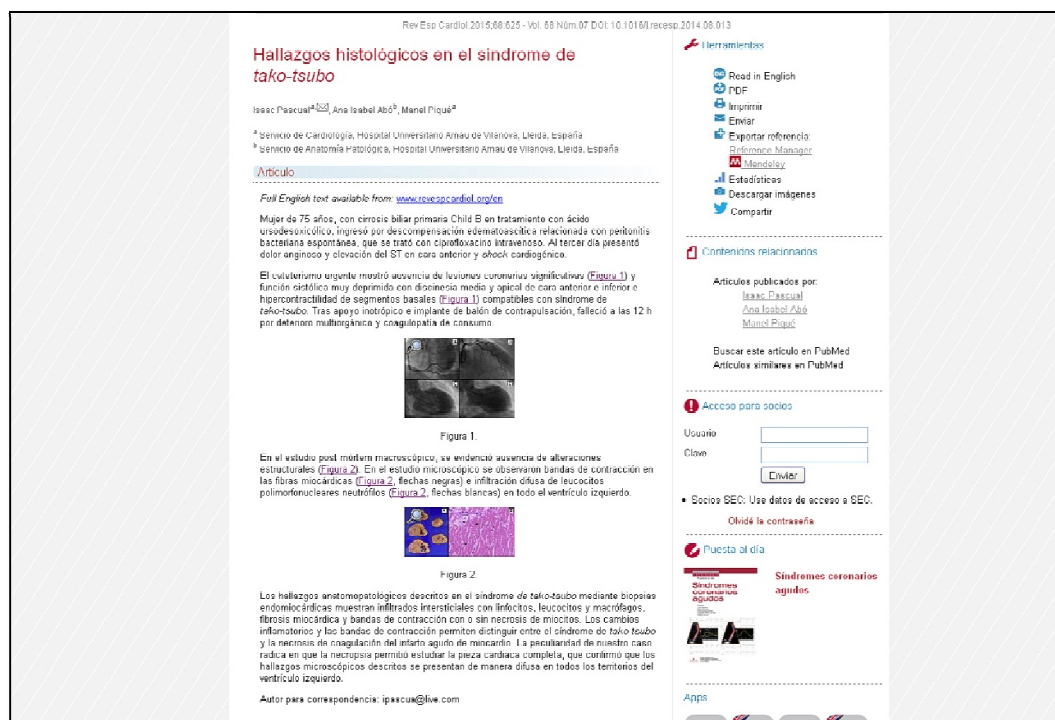 Rev Esp Cardiol.2015;68:625 - Vol. 68 Núm.07 DOI: 10.1016/j.recesp.2014.08.013
Hallazgos histológicos en el síndrome de
tako-tsubo
Isaac Pascual a, Ana Isabel Abó b, Manel Piqué a
a Servicio de Cardiología, Hospital Universitario Arnau de Vilanova, Lleida, España
b Servicio de Anatomía Patológica, Hospital Universitario Arnau de Vilanova, Lleida, España
Artículo
Full English text available from: www.revespcardiol.org/en
Mujer de 75 años, con cirrosis biliar primaria Child B en tratamiento con ácido
ursodesoxicólico, ingresó por descompensación edematoascítica relacionada con peritonitis
bacteriana espontánea, que se trató con ciprofloxacino intravenoso. Al tercer día presentó
dolor anginoso y elevación del ST en cara anterior y shock cardiogénico.
El cateterismo urgente mostró ausencia de lesiones coronarias significativas (Figura 1) y
función sistólica muy deprimida con discinesia media y apical de cara anterior e inferior e
hipercontractilidad de segmentos basales (Figura 1) compatibles con síndrome de
tako-tsubo. Tras apoyo inotrópico e implante de balón de contrapulsación, falleció a las 12 h
por deterioro multiorgánico y coagulopatía de consumo.
Figura 1.
En el estudio post mórtem macroscópico, se evidenció ausencia de alteraciones
estructurales (Figura 2). En el estudio microscópico se observaron bandas de contracción en
las fibras miocárdicas (Figura 2, flechas negras) e infiltración difusa de leucocitos
polimorfonucleares neutrófilos (Figura 2, flechas blancas) en todo el ventrículo izquierdo.
Figura 2.
Los hallazgos anatomopatológicos descritos en el síndrome de tako-tsubo mediante biopsias
endomiocárdicas muestran infiltrados intersticiales con linfocitos, leucocitos y macrófagos,
fibrosis miocárdica y bandas de contracción con o sin necrosis de miocitos. Los cambios
inflamatorios y las bandas de contracción permiten distinguir entre el síndrome de tako-tsubo
y la necrosis de coagulación del infarto agudo de miocardio. La peculiaridad de nuestro caso
radica en que la necropsia permitió estudiar la pieza cardiaca completa, que confirmó que los
hallazgos microscópicos descritos se presentan de manera difusa en todos los territorios del
ventrículo izquierdo.
Autor para correspondencia: ipascua@live.com
Herramientas
Read in English
PDF
Imprimir
Enviar
Exportar referencia:
Reference Manager
Mendeley
Estadísticas
Descargar imágenes
Compartir
Contenidos relacionados
Artículos publicados por:
Isaac Pascual
Ana Isabel Abó
Manel Piqué
Buscar este artículo en PubMed
Artículos similares en PubMed
Acceso para socios
Usuario
Clave
Enviar
Socios SEC: Use datos de acceso a SEC.
Olvidé la contraseña
Puesta al día
Síndromes
coronarios
agudos
Síndromes coronarios
agudos
Apps